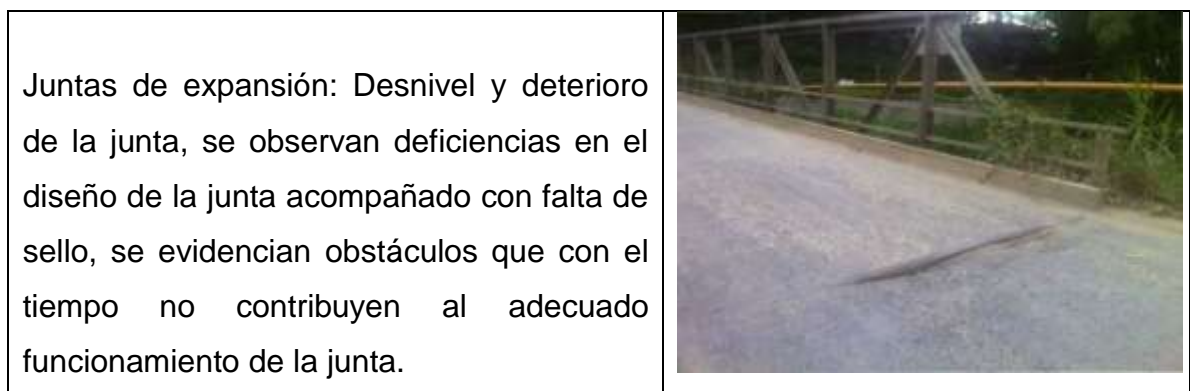 Juntas de expansión: Desnivel y deterioro
de la junta, se observan deficiencias en el
diseño de la junta acompañado con falta de
sello, se evidencian obstáculos que con el
tiempo no contribuyen al adecuado
funcionamiento de la junta.